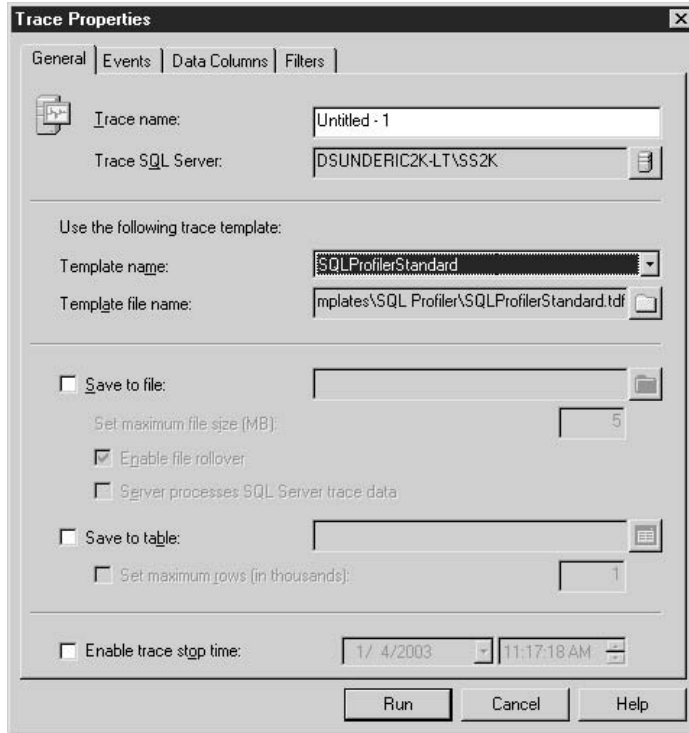 Trace Properties
General Events Data Columns Filters
Trace name: Untitled - 1
Trace SQL Server: DSUNDERIC2K-LT\SS2K
Use the following trace template:
Template name: SQLProfilerStandard
Template file name: mplates\SQL Profiler\SQLProfilerStandard.tdf
Save to file:
Set maximum file size (MB): 5
Enable file rollover
Server processes SQL Server trace data
Save to table:
Set maximum rows (in thousands): 1
Enable trace stop time: 1/ 4/2003 11:17:18 AM
Run Cancel Help